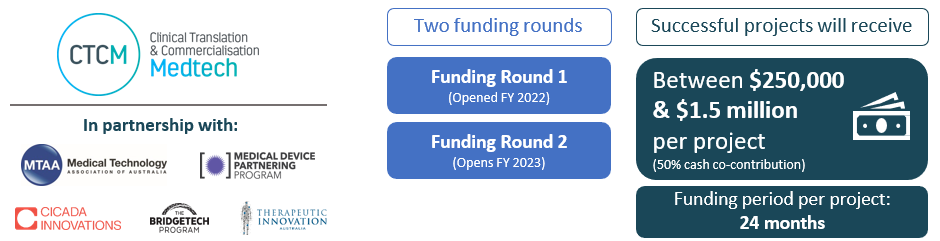 CTCM
Clinical Translation
& Commercialisation
Medtech
In partnership with:
MTAA
Medical Technology
ASSOCIATION OF AUSTRALIA
MEDICAL DEVICE
PARTNERING
PROGRAM
CICADA
INNOVATIONS
THE
BRIDGETECH
PROGRAM
THERAPEUTIC
INNOVATION
AUSTRALIA
Two funding rounds
Funding Round 1
(Opened FY 2022)
Funding Round 2
(Opens FY 2023)
Successful projects will receive
Between $250,000
& $1.5 million
per project
(50% cash co-contribution)
Funding period per project:
24 months